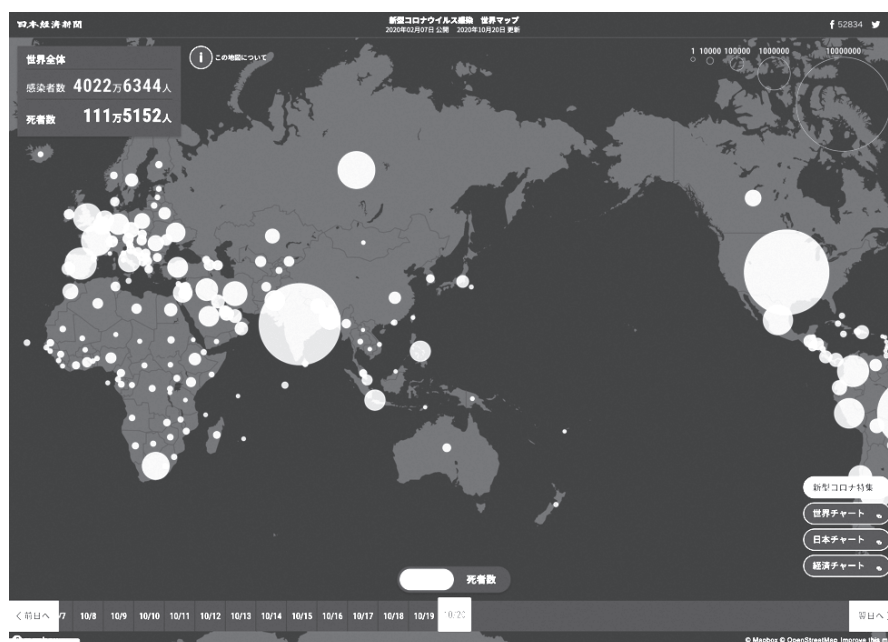 日本経済新聞
新型コロナウイルス感染 世界マップ
2020年02月07日 公開 2020年10月20日 更新
52834
世界全体
感染者数 4022万6344人
死者数 111万5152人
i この地図について
1 10000 100000 1000000 10000000
新型コロナ特集
世界チャート
日本チャート
経済チャート
死者数
く前日へ /7 10/8 10/9 10/10 10/11 10/12 10/13 10/14 10/15 10/16 10/17 10/18 10/19 10/20 翌日へ
© Mapbox © OpenStreetMap Improve this m